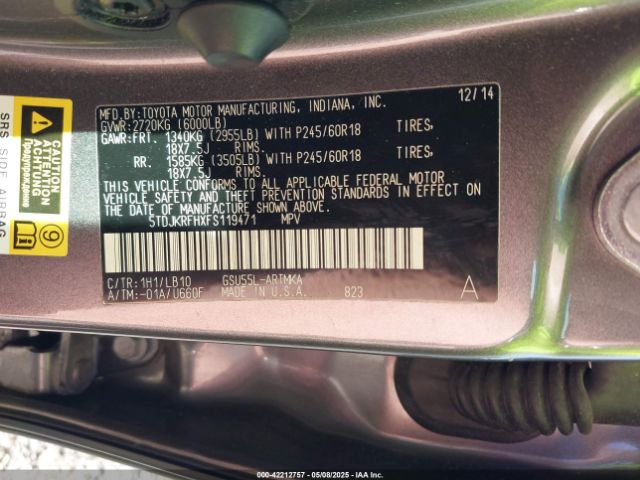 MFD.BY:TOYOTA MOTOR MANUFACTURING, INDIANA, INC. 12/14
GVWR:2720KG (6000LB)
GAWR:FRT. 1340KG (2955LB) WITH P245/60R18 TIRES,
18X7.5J RIMS.
RR. 1585KG (3505LB) WITH P245/60R18 TIRES,
18X7.5J RIMS.
THIS VEHICLE CONFORMS TO ALL APPLICABLE FEDERAL MOTOR
VEHICLE SAFETY AND THEFT PREVENTION STANDARDS IN EFFECT
ON THE DATE OF MANUFACTURE SHOWN ABOVE.
5TDJKRFHXFS119471 MPV
C/TR:1H1/LB10 GSU55L-ARTMKA
A/TM:-01A/U660F MADE IN U.S.A. 823 A
SRS SIDE AIRBAG
ATTENTION
ACHTUNG
9
000-42212757 - 05/08/2025 - IAA Inc.